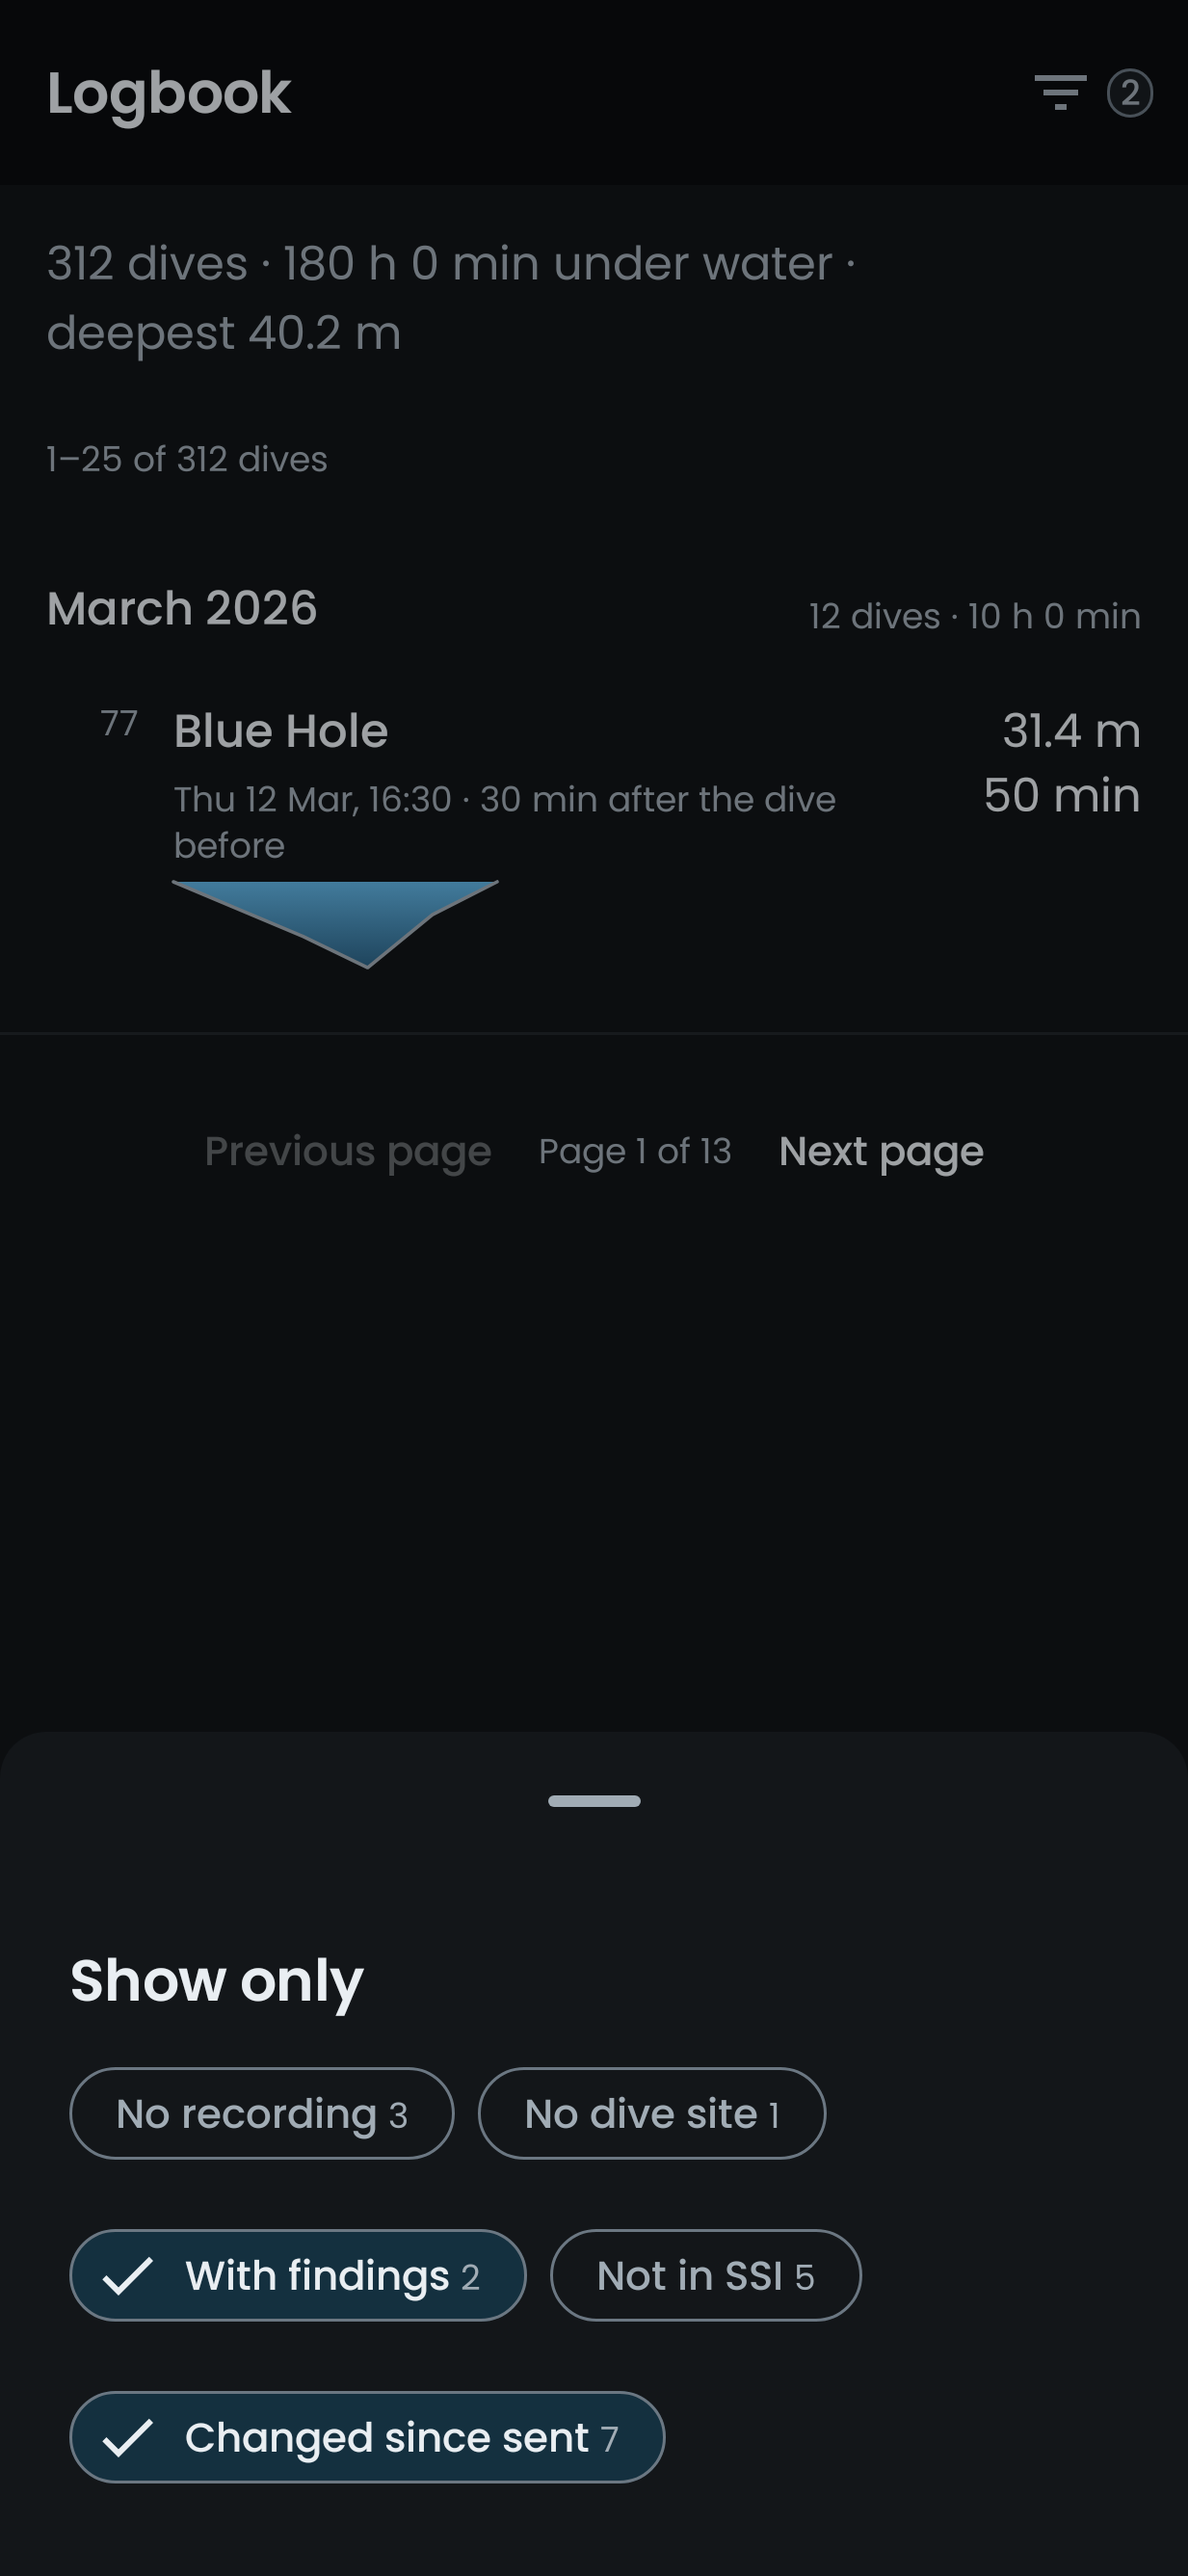 Logbook
2
312 dives · 180 h 0 min under water ·
deepest 40.2 m
1–25 of 312 dives
March 2026
12 dives · 10 h 0 min
77
Blue Hole
31.4 m
Thu 12 Mar, 16:30 · 30 min after the dive
before
50 min
Previous page
Page 1 of 13
Next page
Show only
No recording 3
No dive site 1
With findings 2
Not in SSI 5
Changed since sent 7